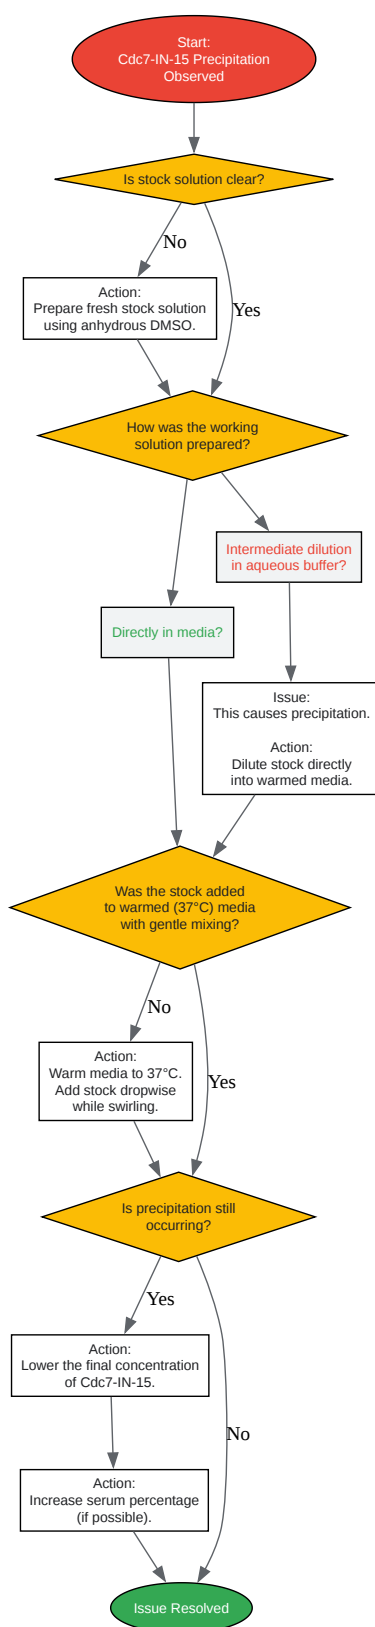 Start:
Cdc7-IN-15 Precipitation
Observed
Is stock solution clear?
No
Yes
Action:
Prepare fresh stock solution
using anhydrous DMSO.
How was the working
solution prepared?
Intermediate dilution
in aqueous buffer?
Directly in media?
Issue:
This causes precipitation.
Action:
Dilute stock directly
into warmed media.
Was the stock added
to warmed (37°C) media
with gentle mixing?
No
Yes
Action:
Warm media to 37°C.
Add stock dropwise
while swirling.
Is precipitation still
occurring?
Yes
No
Action:
Lower the final concentration
of Cdc7-IN-15.
Action:
Increase serum percentage
(if possible).
Issue Resolved